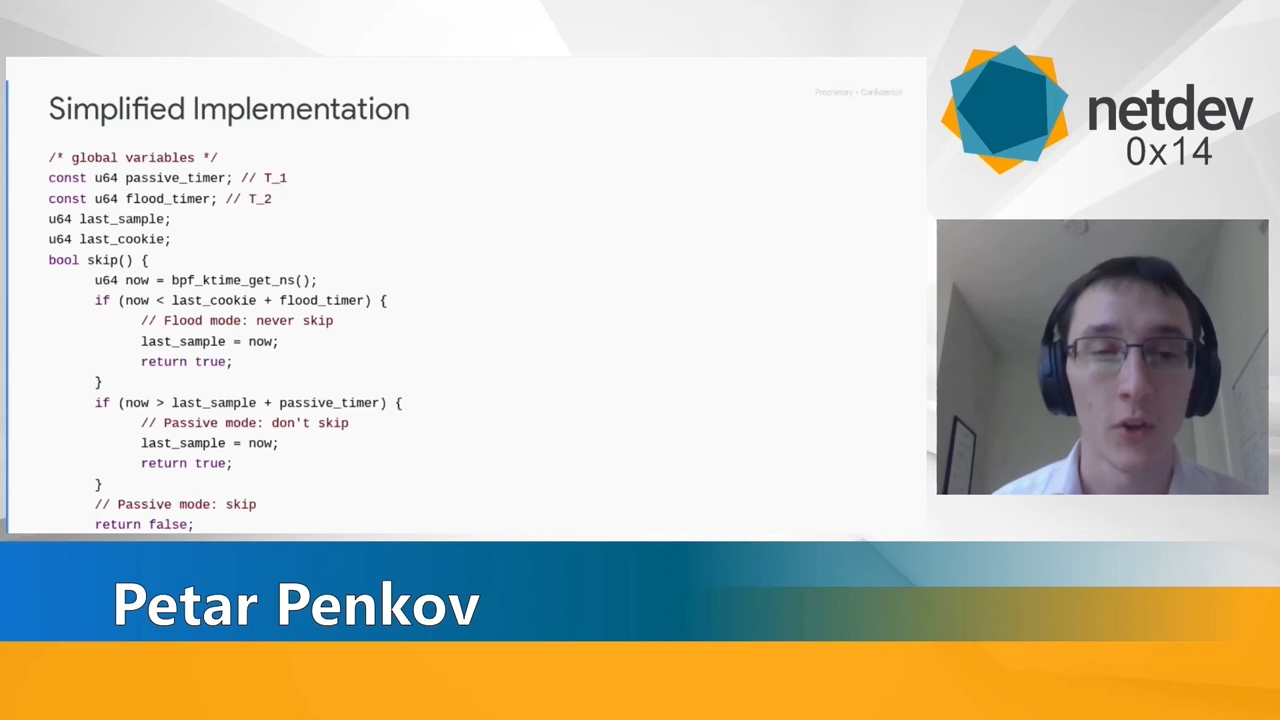 Simplified Implementation
Proprietary + Confidential
/* global variables */
const u64 passive_timer; // T_1
const u64 flood_timer; // T_2
u64 last_sample;
u64 last_cookie;
bool skip() {
u64 now = bpf_ktime_get_ns();
if (now < last_cookie + flood_timer) {
// Flood mode: never skip
last_sample = now;
return true;
}
if (now > last_sample + passive_timer) {
// Passive mode: don't skip
last_sample = now;
return true;
}
// Passive mode: skip
return false;
netdev
0x14
Petar Penkov